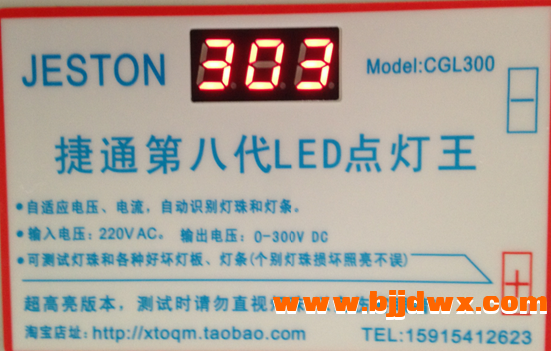 JESTON 303 Model:CGL300
捷通第八代LED点灯王
●自适应电压、电流，自动识别灯珠和灯条。
●输入电压：220V AC。 输出电压：0-300V DC
●可测试灯珠和各种好坏灯板、灯条(个别灯珠损坏照亮不误)
超高亮版本，测试时请勿直视
www.bjjdwx.com
淘宝店址：http://xtoqm.taobao.com TEL:15915412623